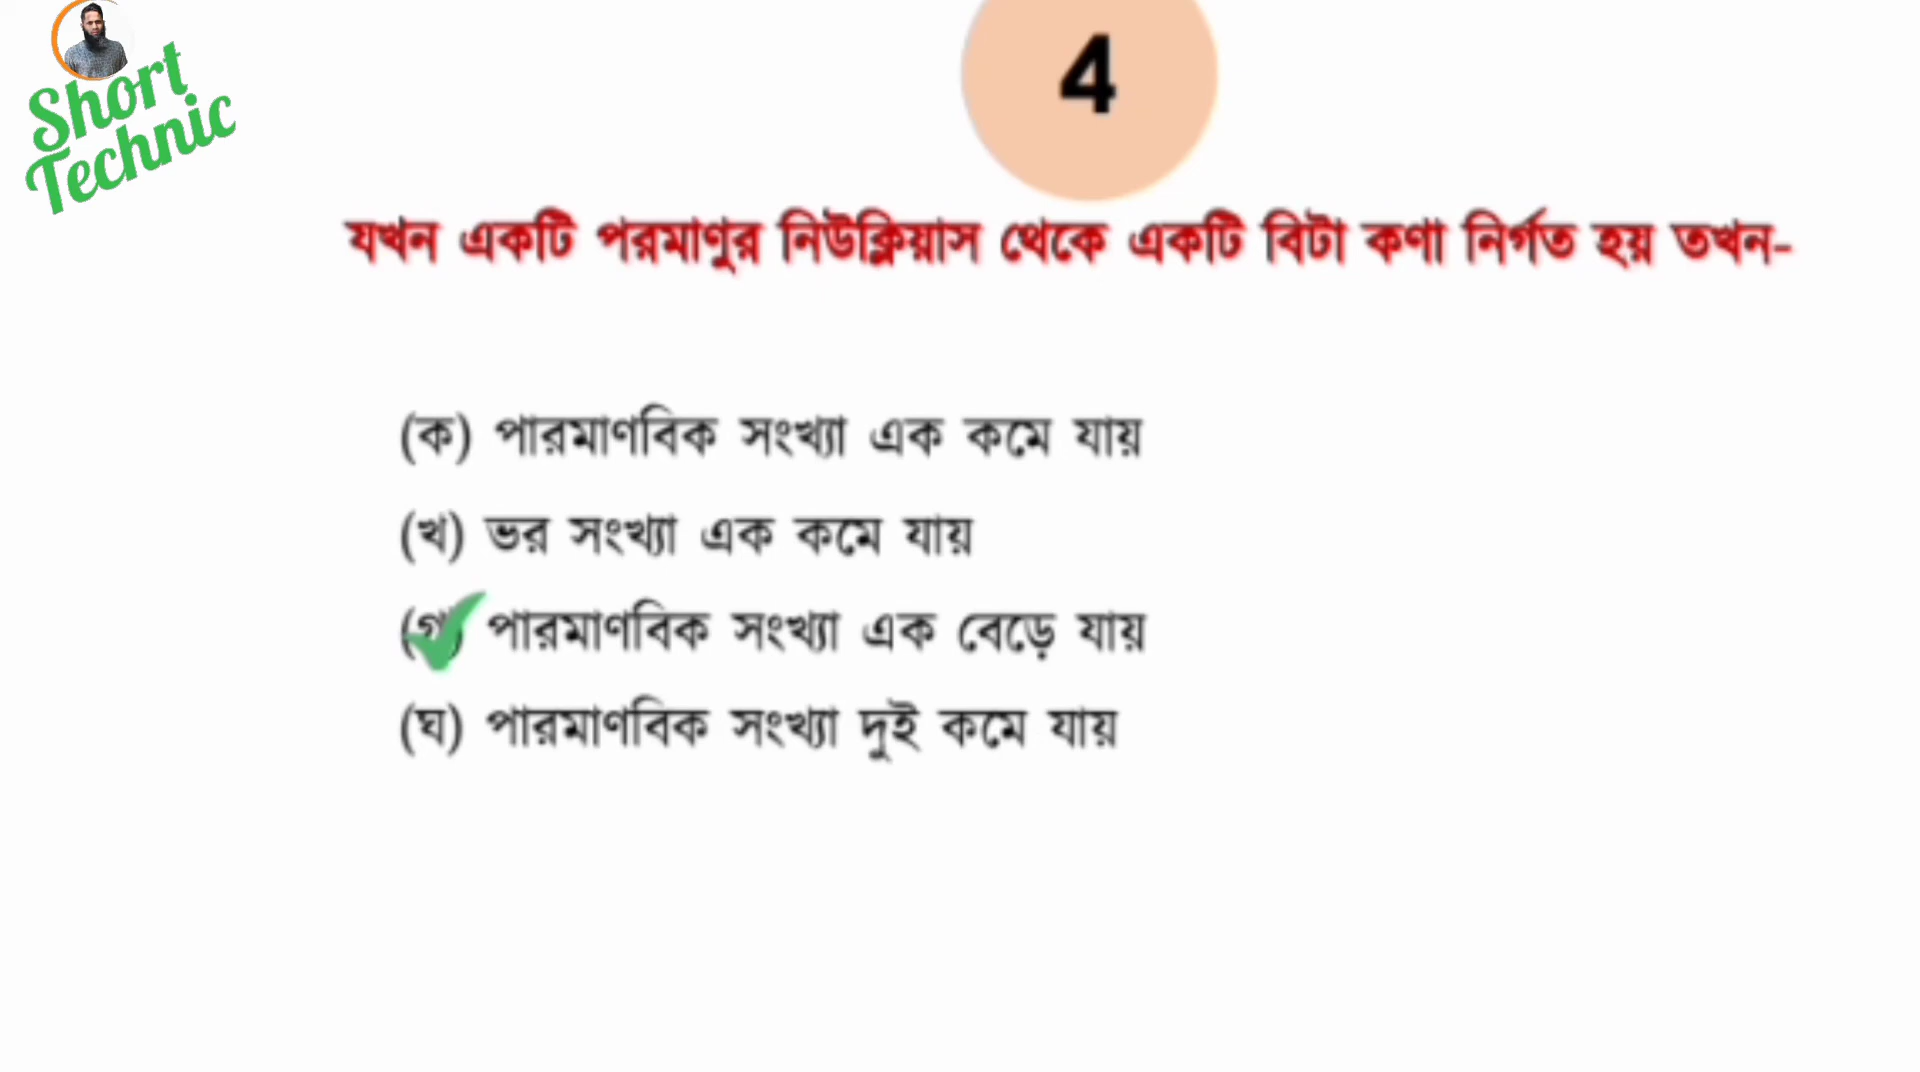 Short
Technic
4
যখন একটি পরমাণুর নিউক্লিয়াস থেকে একটি বিটা কণা নির্গত হয় তখন-
(ক) পারমাণবিক সংখ্যা এক কমে যায়
(খ) ভর সংখ্যা এক কমে যায়
(গ) পারমাণবিক সংখ্যা এক বেড়ে যায়
(ঘ) পারমাণবিক সংখ্যা দুই কমে যায়